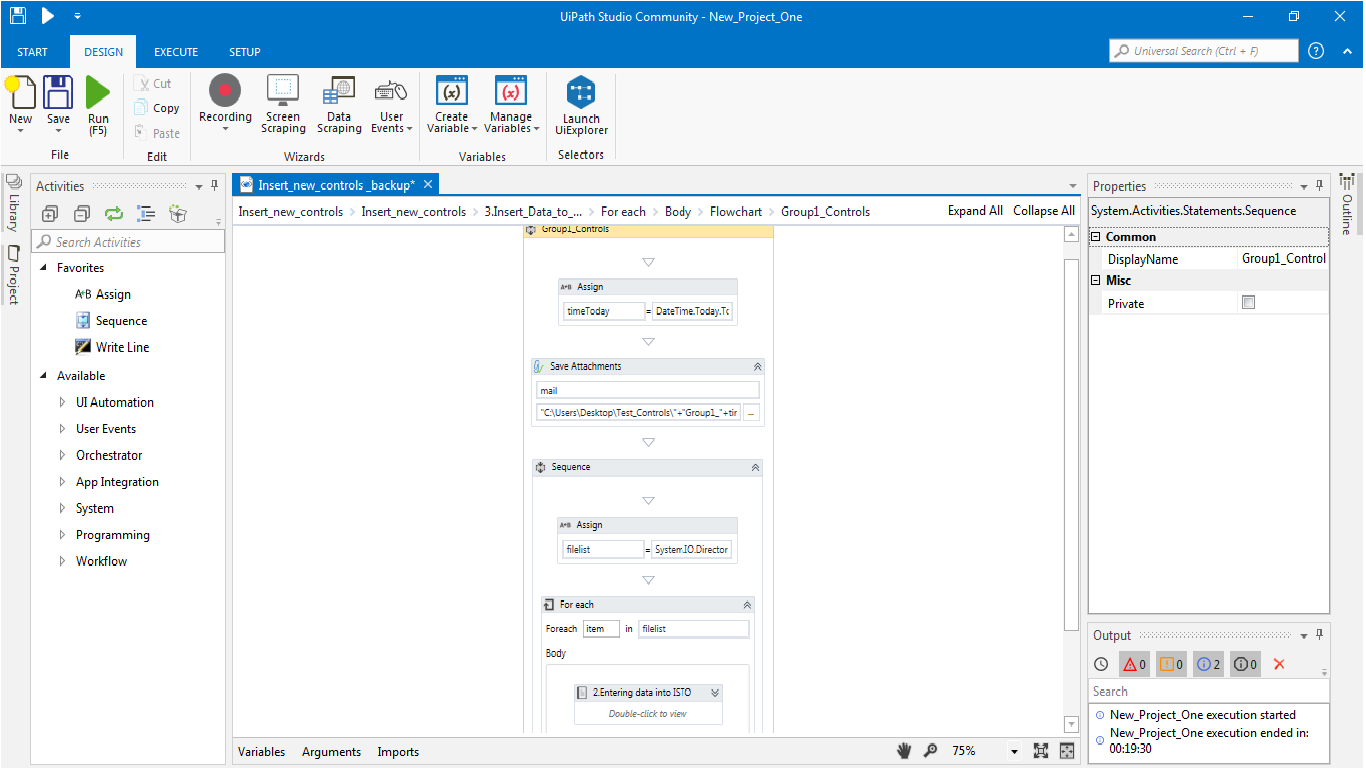 UiPath Studio Community - New_Project_One
START DESIGN EXECUTE SETUP
Universal Search (Ctrl + F)
New
Save
Run
(F5)
File
Cut
Copy
Paste
Edit
Recording
Screen
Scraping
Data
Scraping
User
Events
Wizards
Create
Variable
Manage
Variables
Variables
Launch
UiExplorer
Selectors
Library
Project
Activities
Search Activities
Favorites
A+B Assign
Sequence
Write Line
Available
UI Automation
User Events
Orchestrator
App Integration
System
Programming
Workflow
Insert_new_controls _backup*
Insert_new_controls > Insert_new_controls > 3.Insert_Data_to_... > For each > Body > Flowchart > Group1_Controls
Expand All Collapse All
Group1_Controls
A+B Assign
timeToday = DateTime.Today.To
Save Attachments
mail
"C:\Users\Desktop\Test_Controls\"+"Group1_"+tir
...
Sequence
A+B Assign
filelist = System.IO.Director
For each
Foreach item in filelist
Body
2.Entering data into ISTO
Double-click to view
Variables Arguments Imports
75%
Properties
System.Activities.Statements.Sequence
Common
DisplayName Group1_Control
Misc
Private
Outline
Output
0 0 2 0
Search
New_Project_One execution started
New_Project_One execution ended in:
00:19:30